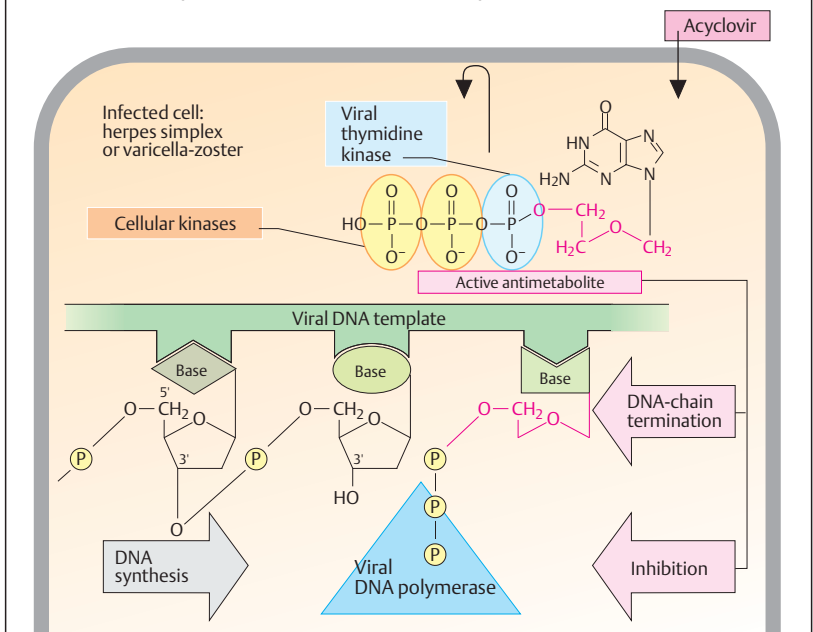 Acyclovir
Infected cell:
herpes simplex
or varicella-zoster
Viral
thymidine
kinase
Cellular kinases
O
HN
N
H2N
N
N
O
O
O
HO
P
O
P
O
P
O
CH2
O
H2C
CH2
O–
O–
O–
Active antimetabolite
Viral DNA template
Base
Base
Base
5'
O
CH2
O
O
CH2
O
O
CH2
O
DNA-chain
termination
P
3'
P
3'
P
HO
O
P
P
DNA
synthesis
Viral
DNA polymerase
Inhibition